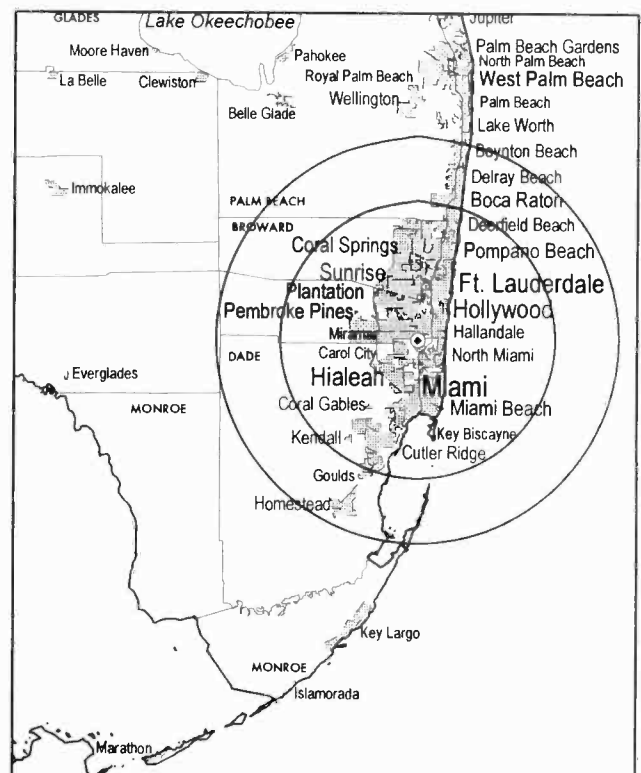 GLADES
Lake Okeechobee
Jupiter
Moore Haven
Pahokee
Palm Beach Gardens
North Palm Beach
Royal Palm Beach
West Palm Beach
La Belle
Clewiston
Wellington
Palm Beach
Belle Glade
Lake Worth
Boynton Beach
Delray Beach
Immokalee
PALM BEACH
Boca Raton
BROWARD
Deerfield Beach
Coral Springs
Pompano Beach
Sunrise
Ft. Lauderdale
Plantation
Pembroke Pines
Hollywood
Miramar
Hallandale
DADE
Carol City
North Miami
Everglades
Hialeah
Miami
MONROE
Coral Gables
Miami Beach
Kendall
Key Biscayne
Cutler Ridge
Goulds
Homestead
Key Largo
MONROE
Islamorada
Marathon